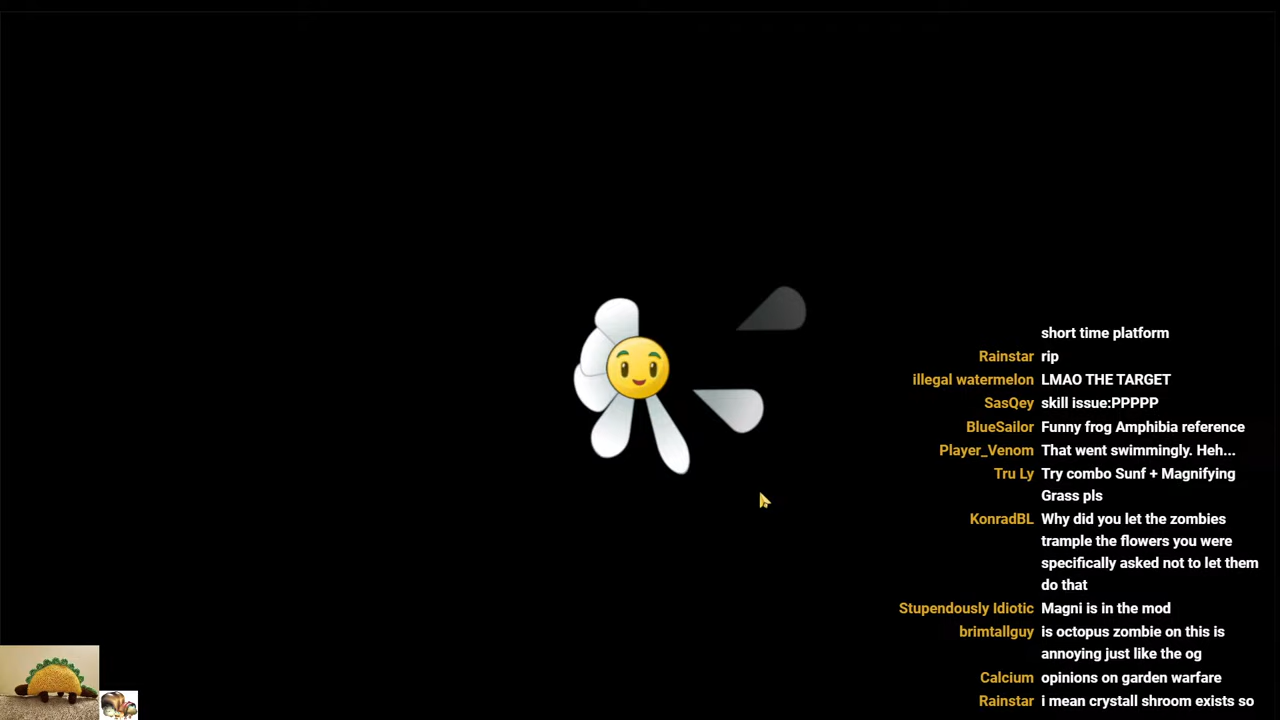 short time platform
Rainstar rip
illegal watermelon LMAO THE TARGET
SasQey skill issue:PPPPP
BlueSailor Funny frog Amphibia reference
Player_Venom That went swimmingly. Heh...
Tru Ly Try combo Sunf + Magnifying
Grass pls
KonradBL Why did you let the zombies
trample the flowers you were
specifically asked not to let them
do that
Stupendously Idiotic Magni is in the mod
brimtallguy is octopus zombie on this is
annoying just like the og
Calcium opinions on garden warfare
Rainstar i mean crystall shroom exists so